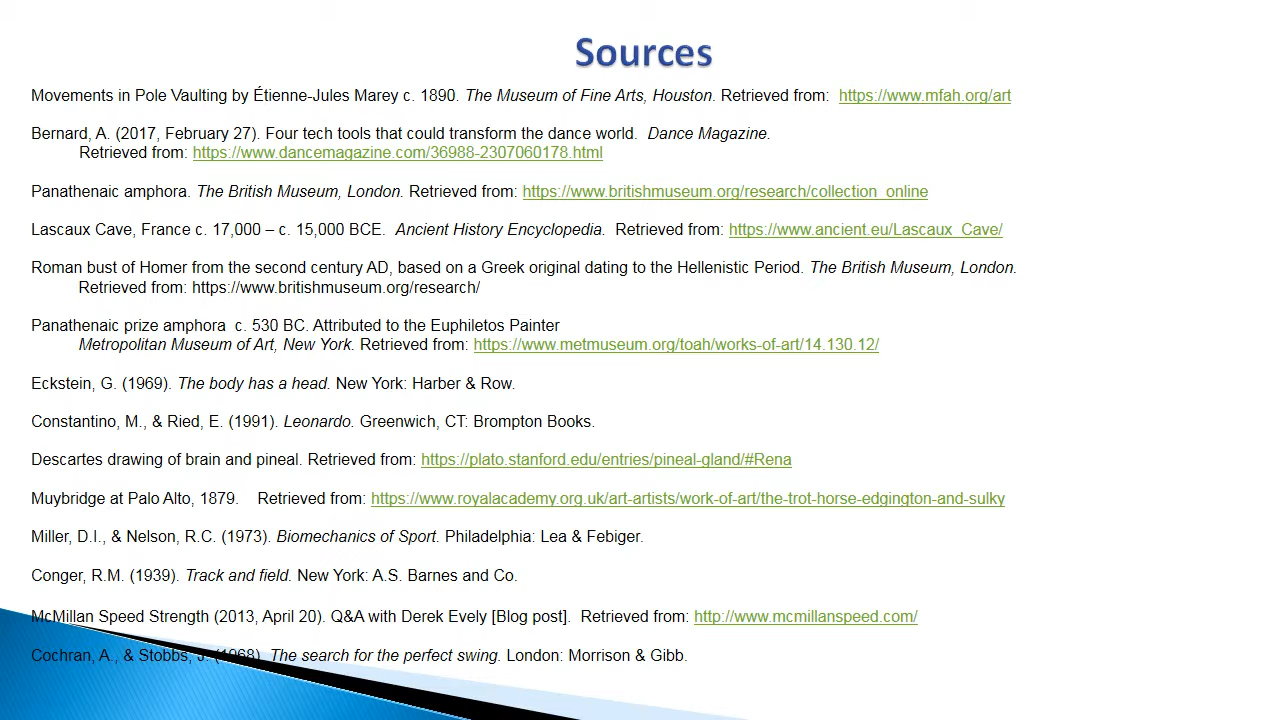 Sources
Movements in Pole Vaulting by Étienne-Jules Marey c. 1890. The Museum of Fine Arts, Houston. Retrieved from: https://www.mfah.org/art
Bernard, A. (2017, February 27). Four tech tools that could transform the dance world. Dance Magazine.
Retrieved from: https://www.dancemagazine.com/36988-2307060178.html
Panathenaic amphora. The British Museum, London. Retrieved from: https://www.britishmuseum.org/research/collection_online
Lascaux Cave, France c. 17,000 – c. 15,000 BCE. Ancient History Encyclopedia. Retrieved from: https://www.ancient.eu/Lascaux_Cave/
Roman bust of Homer from the second century AD, based on a Greek original dating to the Hellenistic Period. The British Museum, London.
Retrieved from: https://www.britishmuseum.org/research/
Panathenaic prize amphora c. 530 BC. Attributed to the Euphiletos Painter
Metropolitan Museum of Art, New York. Retrieved from: https://www.metmuseum.org/toah/works-of-art/14.130.12/
Eckstein, G. (1969). The body has a head. New York: Harber & Row.
Constantino, M., & Ried, E. (1991). Leonardo. Greenwich, CT: Brompton Books.
Descartes drawing of brain and pineal. Retrieved from: https://plato.stanford.edu/entries/pineal-gland/#Rena
Muybridge at Palo Alto, 1879. Retrieved from: https://www.royalacademy.org.uk/art-artists/work-of-art/the-trot-horse-edgington-and-sulky
Miller, D.I., & Nelson, R.C. (1973). Biomechanics of Sport. Philadelphia: Lea & Febiger.
Conger, R.M. (1939). Track and field. New York: A.S. Barnes and Co.
McMillan Speed Strength (2013, April 20). Q&A with Derek Evely [Blog post]. Retrieved from: http://www.mcmillanspeed.com/
Cochran, A., & Stobbs, J. (1968). The search for the perfect swing. London: Morrison & Gibb.